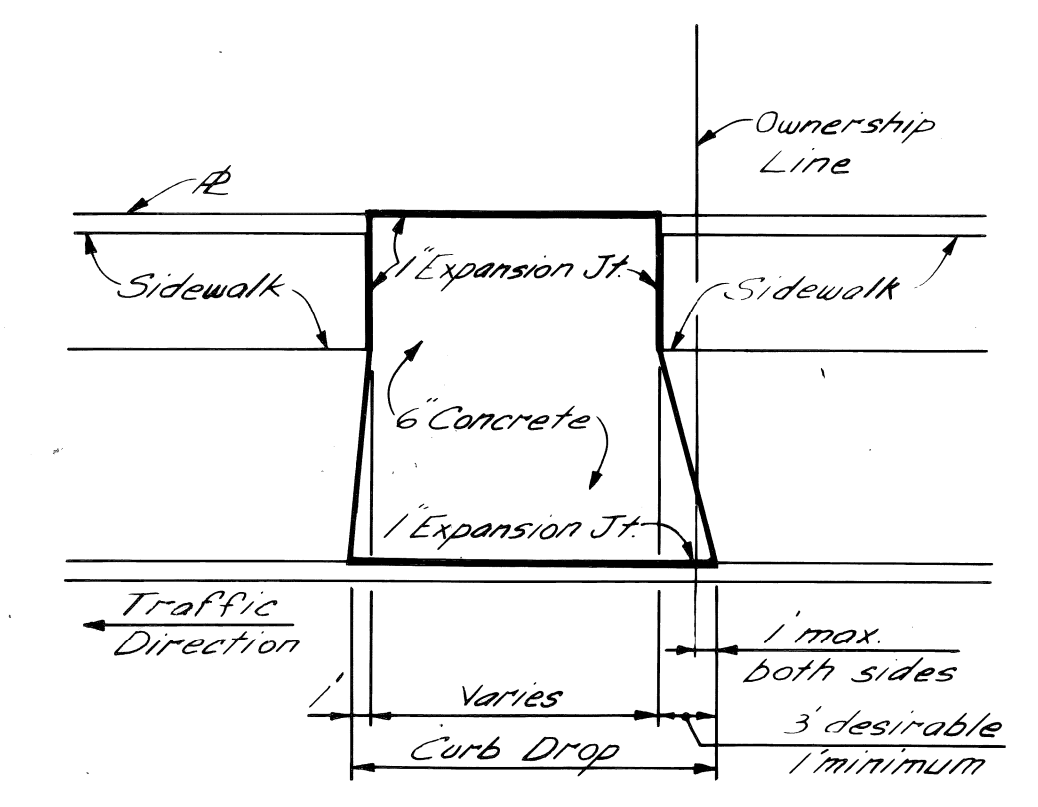 Ownership
Line
PL
1" Expansion Jt.
Sidewalk
Sidewalk
6" Concrete
1" Expansion Jt.
Traffic
Direction
1' max.
both sides
1'
Varies
3' desirable
1' minimum
Curb Drop